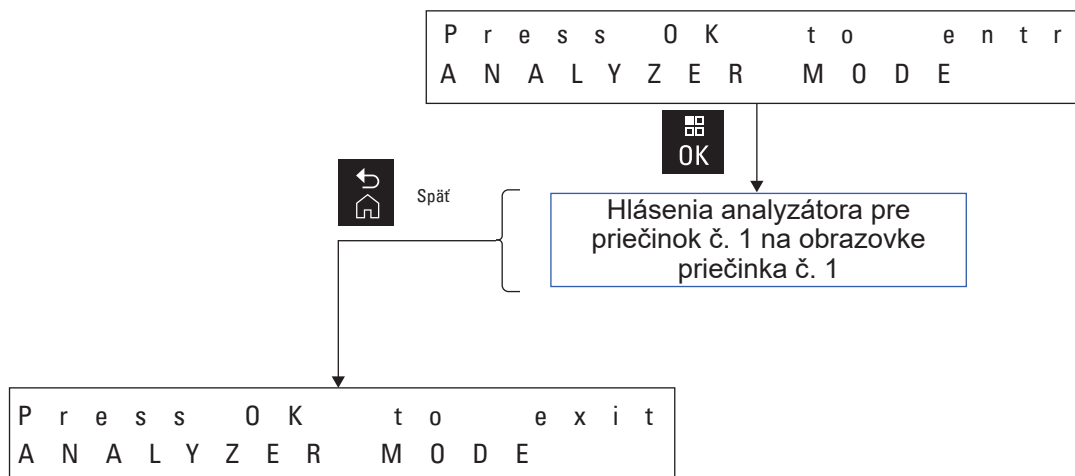 Press OK to entr
ANALYZER MODE
OK
Späť
Hlásenia analyzátora pre
priečinok č. 1 na obrazovke
priečinka č. 1
Press OK to exit
ANALYZER MODE